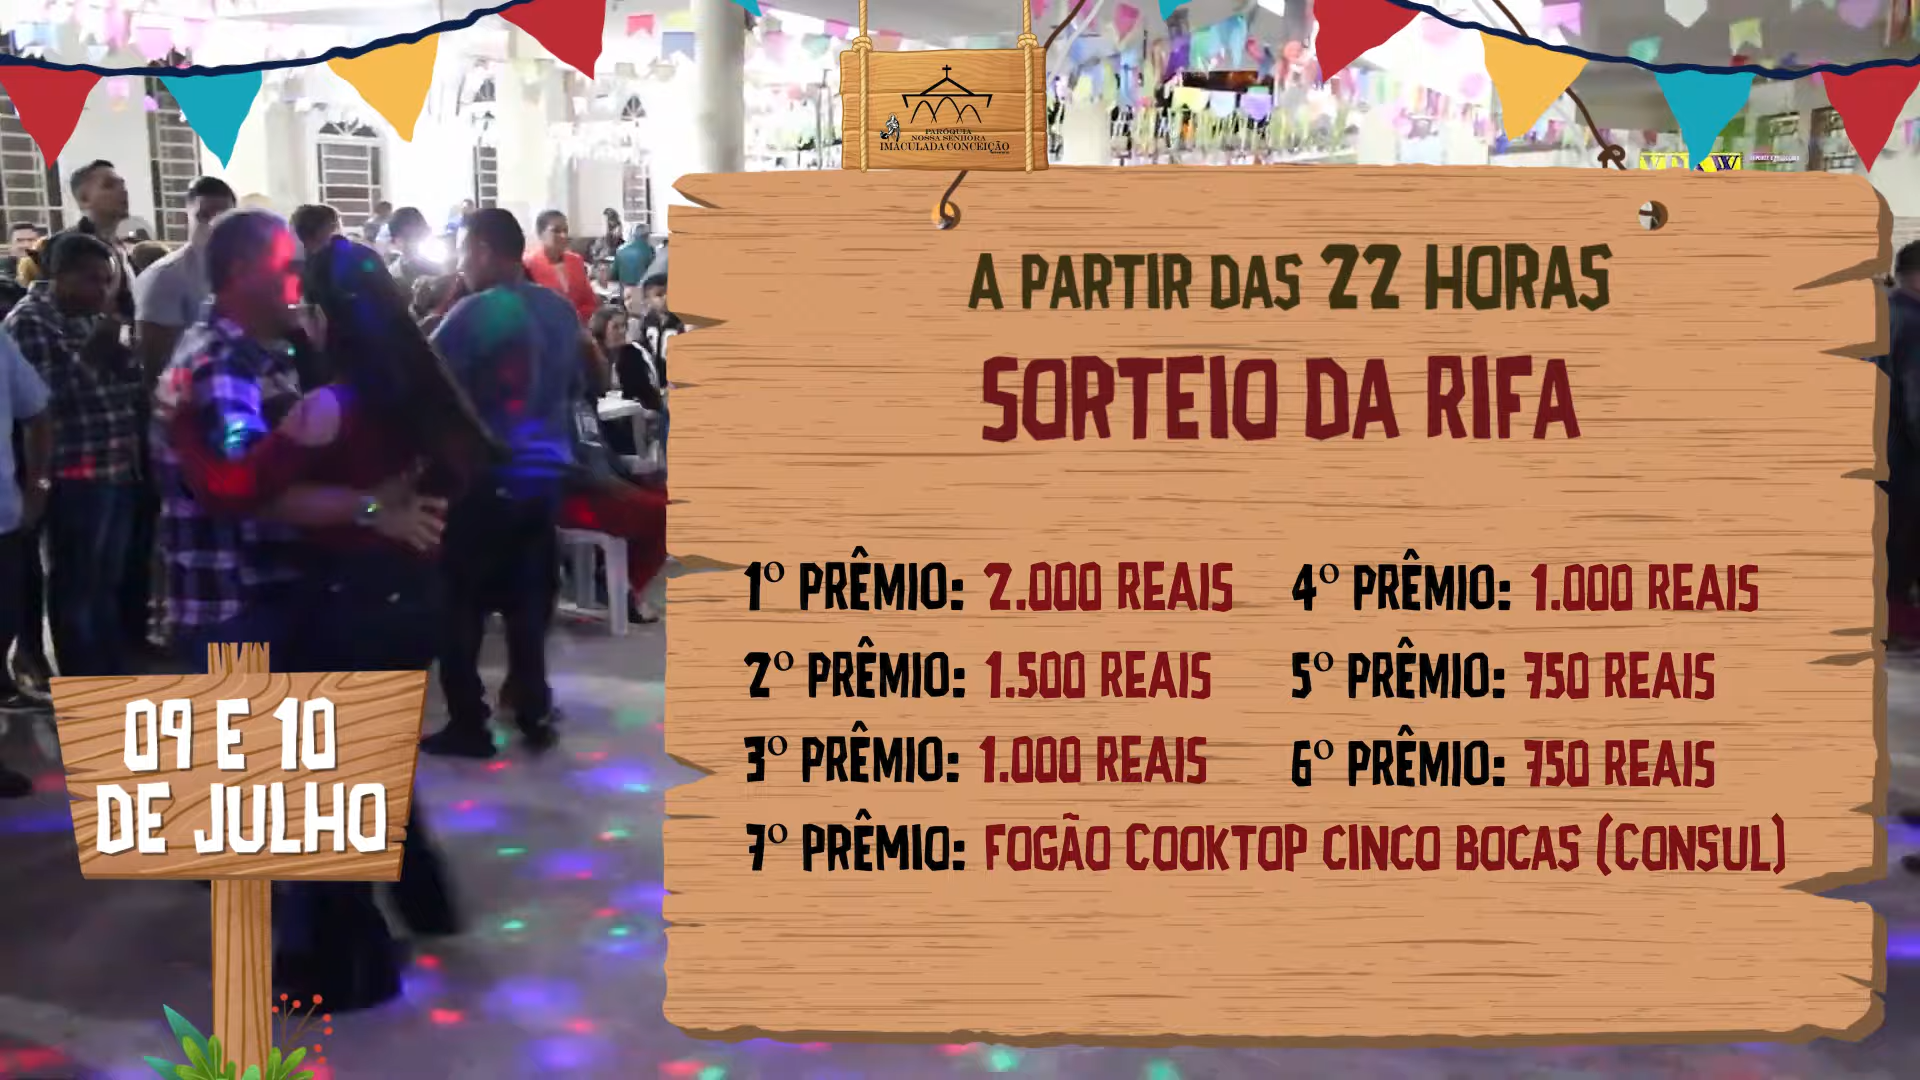 PARÓQUIA
NOSSA SENHORA
IMACULADA CONCEIÇÃO
A PARTIR DAS 22 HORAS
SORTEIO DA RIFA
1º PRÊMIO: 2.000 REAIS
2º PRÊMIO: 1.500 REAIS
3º PRÊMIO: 1.000 REAIS
4º PRÊMIO: 1.000 REAIS
5º PRÊMIO: 750 REAIS
6º PRÊMIO: 750 REAIS
7º PRÊMIO: FOGÃO COOKTOP CINCO BOCAS (CONSUL)
09 E 10
DE JULHO